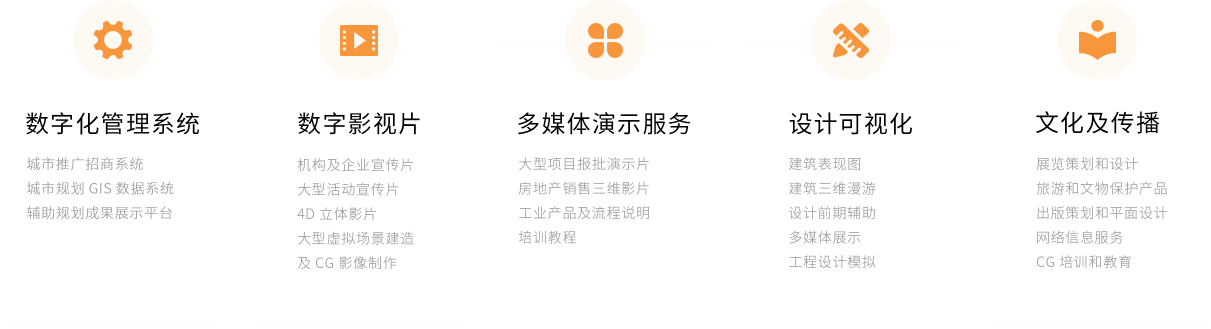 数字化管理系统
城市推广招商系统
城市规划 GIS 数据系统
辅助规划成果展示平台
数字影视片
机构及企业宣传片
大型活动宣传片
4D 立体影片
大型虚拟场景建造
及 CG 影像制作
多媒体演示服务
大型项目报批演示片
房地产销售三维影片
工业产品及流程说明
培训教程
设计可视化
建筑表现图
建筑三维漫游
设计前期辅助
多媒体展示
工程设计模拟
文化及传播
展览策划和设计
旅游和文物保护产品
出版策划和平面设计
网络信息服务
CG 培训和教育